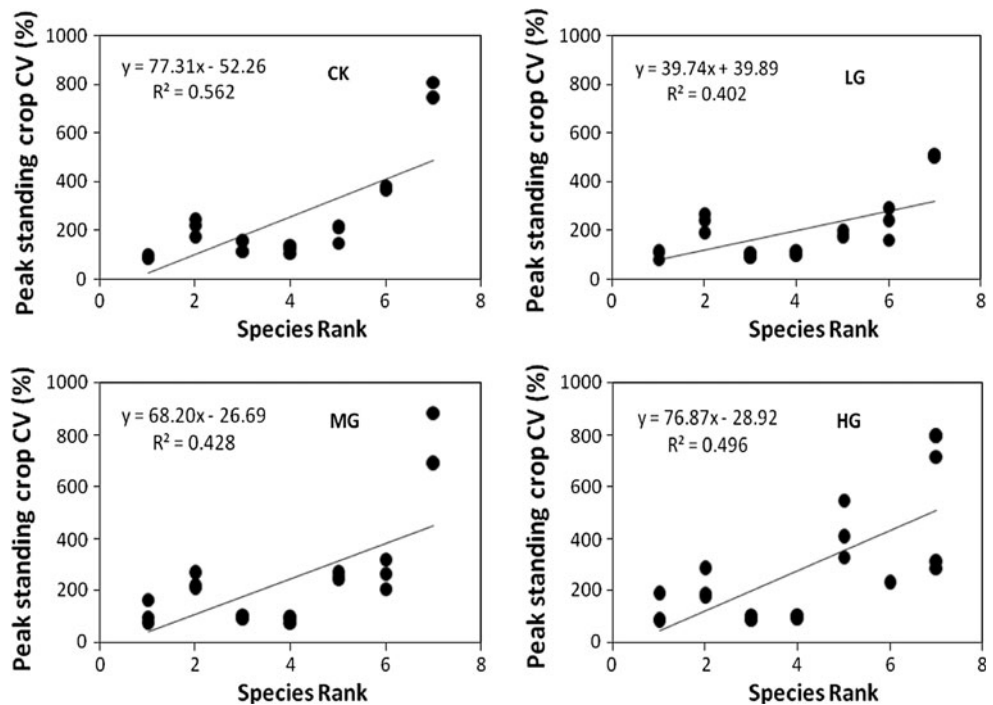 Peak standing crop CV (%)
1000
800
600
400
200
0
y = 77.31x - 52.26
R² = 0.562
CK
0 2 4 6 8
Species Rank
Peak standing crop CV (%)
1000
800
600
400
200
0
y = 39.74x + 39.89
R² = 0.402
LG
0 2 4 6 8
Species Rank
Peak standing crop CV (%)
1000
800
600
400
200
0
y = 68.20x - 26.69
R² = 0.428
MG
0 2 4 6 8
Species Rank
Peak standing crop CV (%)
1000
800
600
400
200
0
y = 76.87x - 28.92
R² = 0.496
HG
0 2 4 6 8
Species Rank